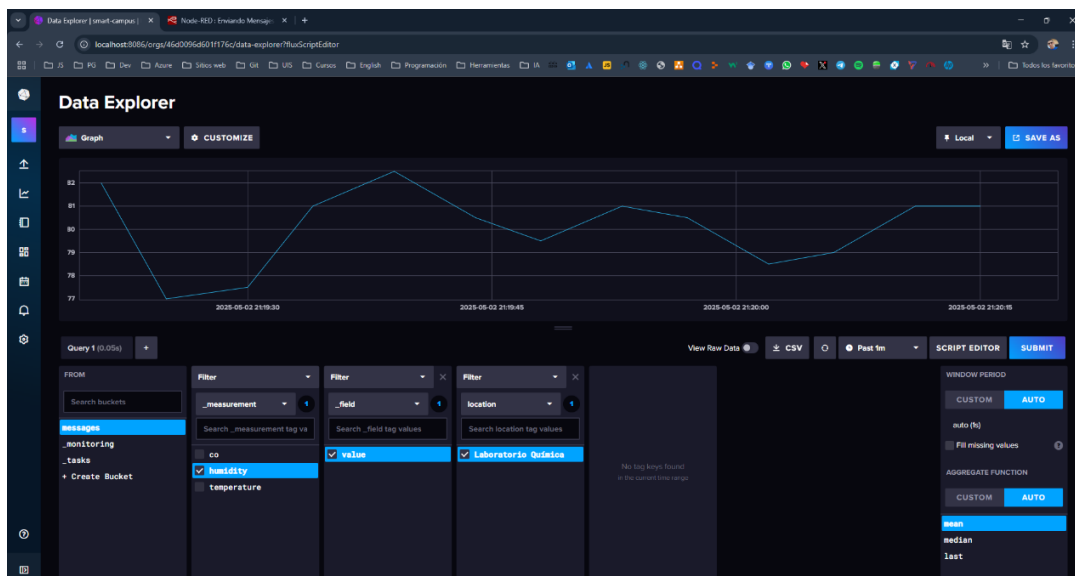 Data Explorer | smart-campus |
Node-RED : Enviando Mensaje
localhost:8086/orgs/46d0096d601f176c/data-explorer?fluxScriptEditor
JS PG Dev Azure Sitios web Git UIS Cursos English Programación Herramientas IA
Todos los favoritos
Data Explorer
S
Graph
CUSTOMIZE
Local
SAVE AS
82
81
80
79
78
77
2025-05-02 21:19:30
2025-05-02 21:19:45
2025-05-02 21:20:00
2025-05-02 21:20:15
Query 1 (0.05s)
+
View Raw Data
CSV
Past 1m
SCRIPT EDITOR
SUBMIT
FROM
Search buckets
messages
_monitoring
_tasks
+ Create Bucket
Filter
_measurement
1
Search _measurement tag va
co
humidity
temperature
Filter
_field
1
Search _field tag values
value
Filter
location
1
Search location tag values
Laboratorio Química
No tag keys found
in the current time range
WINDOW PERIOD
CUSTOM
AUTO
auto (1s)
Fill missing values
AGGREGATE FUNCTION
CUSTOM
AUTO
mean
median
last